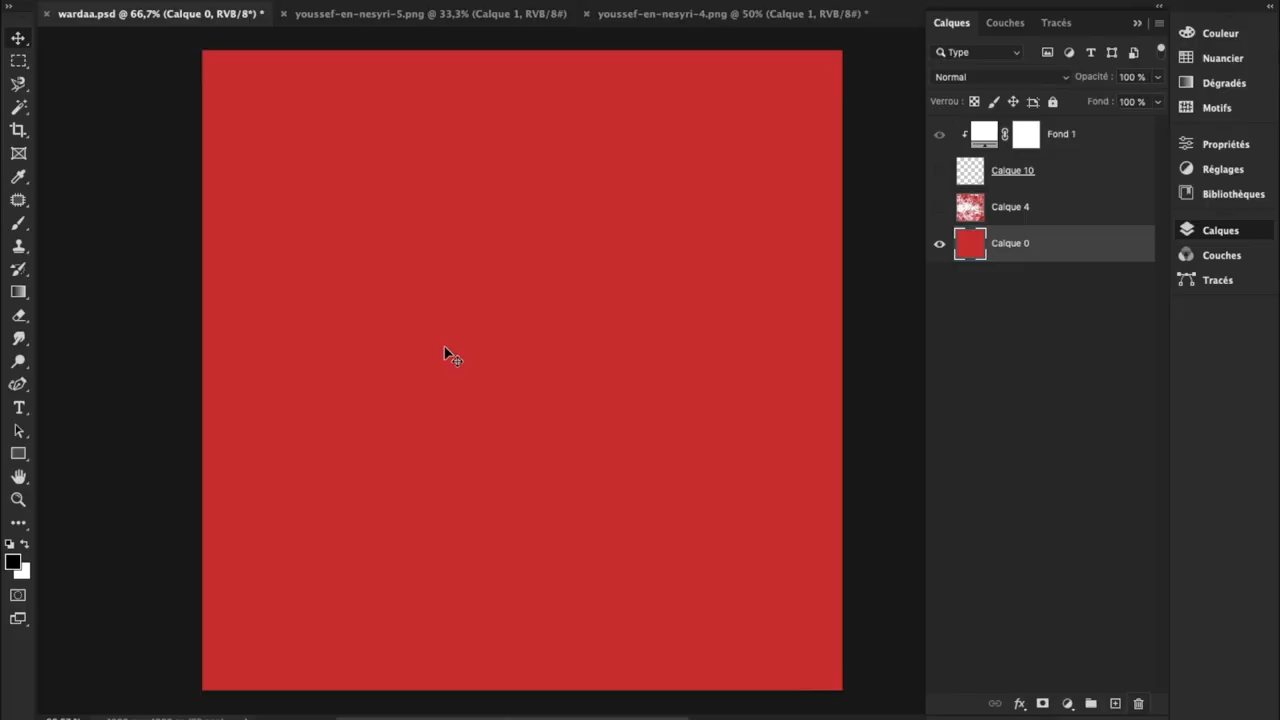 wardaa.psd @ 66,7% (Calque 0, RVB/8*) *
youssef-en-nesyri-5.png @ 33,3% (Calque 1, RVB/8#)
youssef-en-nesyri-4.png @ 50% (Calque 1, RVB/8#) *
Calques
Couches
Tracés
Type
Normal
Opacité : 100 %
Verrou :
Fond : 100 %
Fond 1
Calque 10
Calque 4
Calque 0
Couleur
Nuancier
Dégradés
Motifs
Propriétés
Réglages
Bibliothèques
Calques
Couches
Tracés